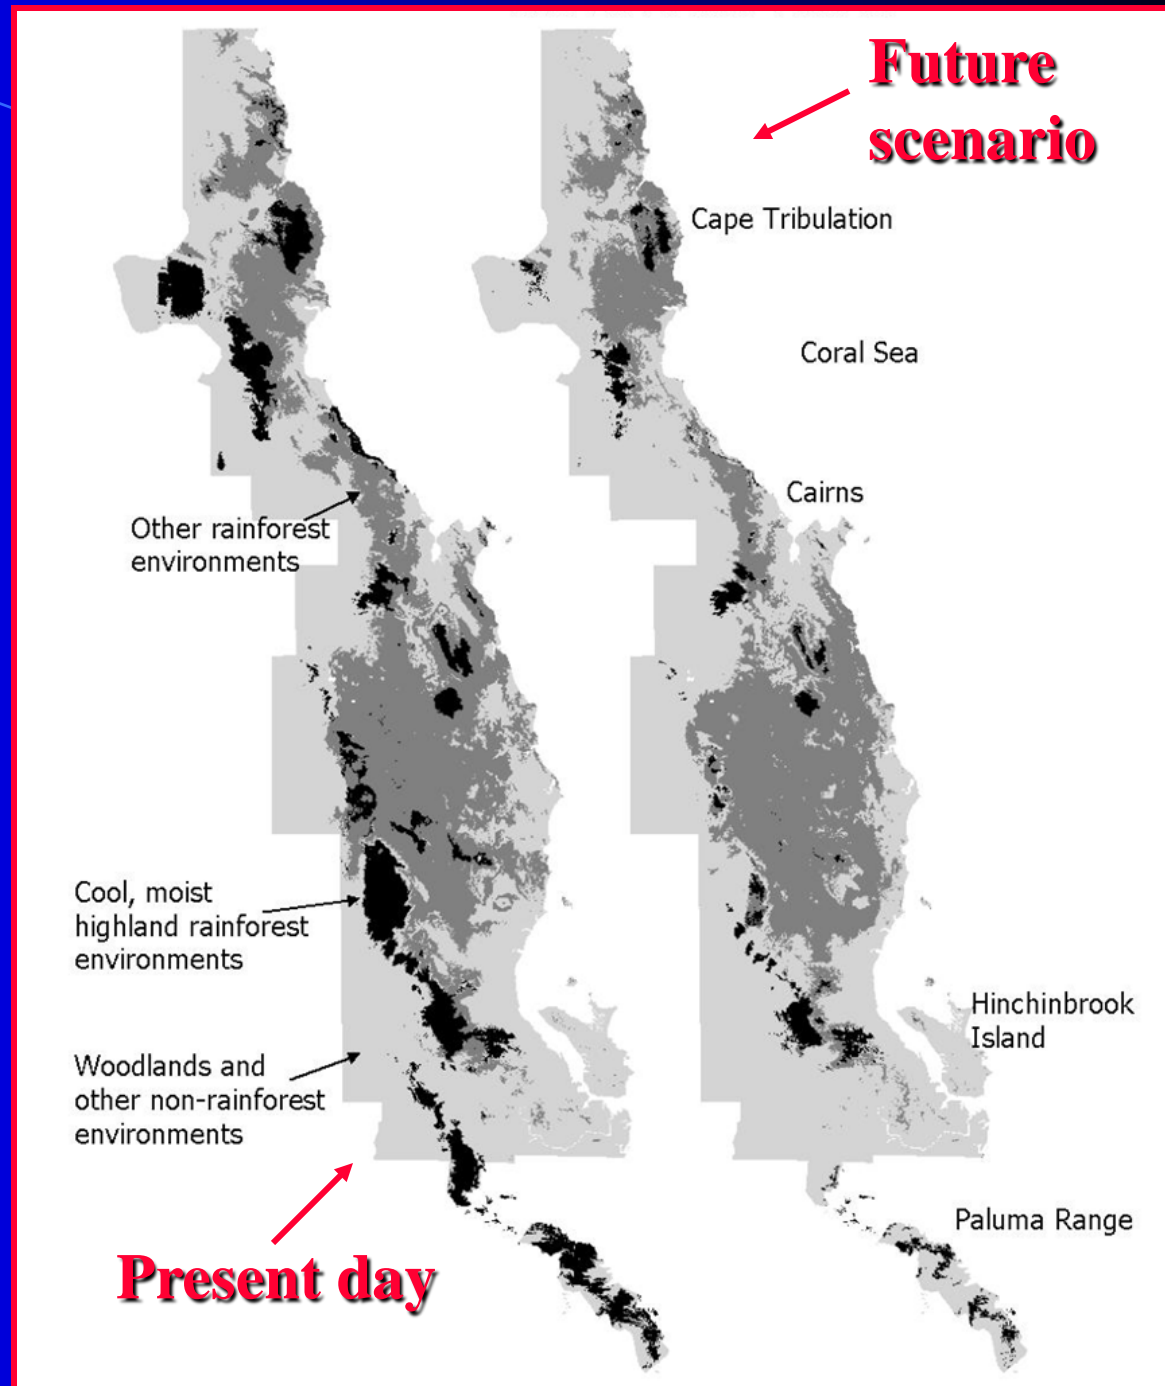 Future
scenario
Cape Tribulation
Coral Sea
Cairns
Other rainforest
environments
Cool, moist
highland rainforest
environments
Hinchinbrook
Island
Woodlands and
other non-rainforest
environments
Paluma Range
Present day